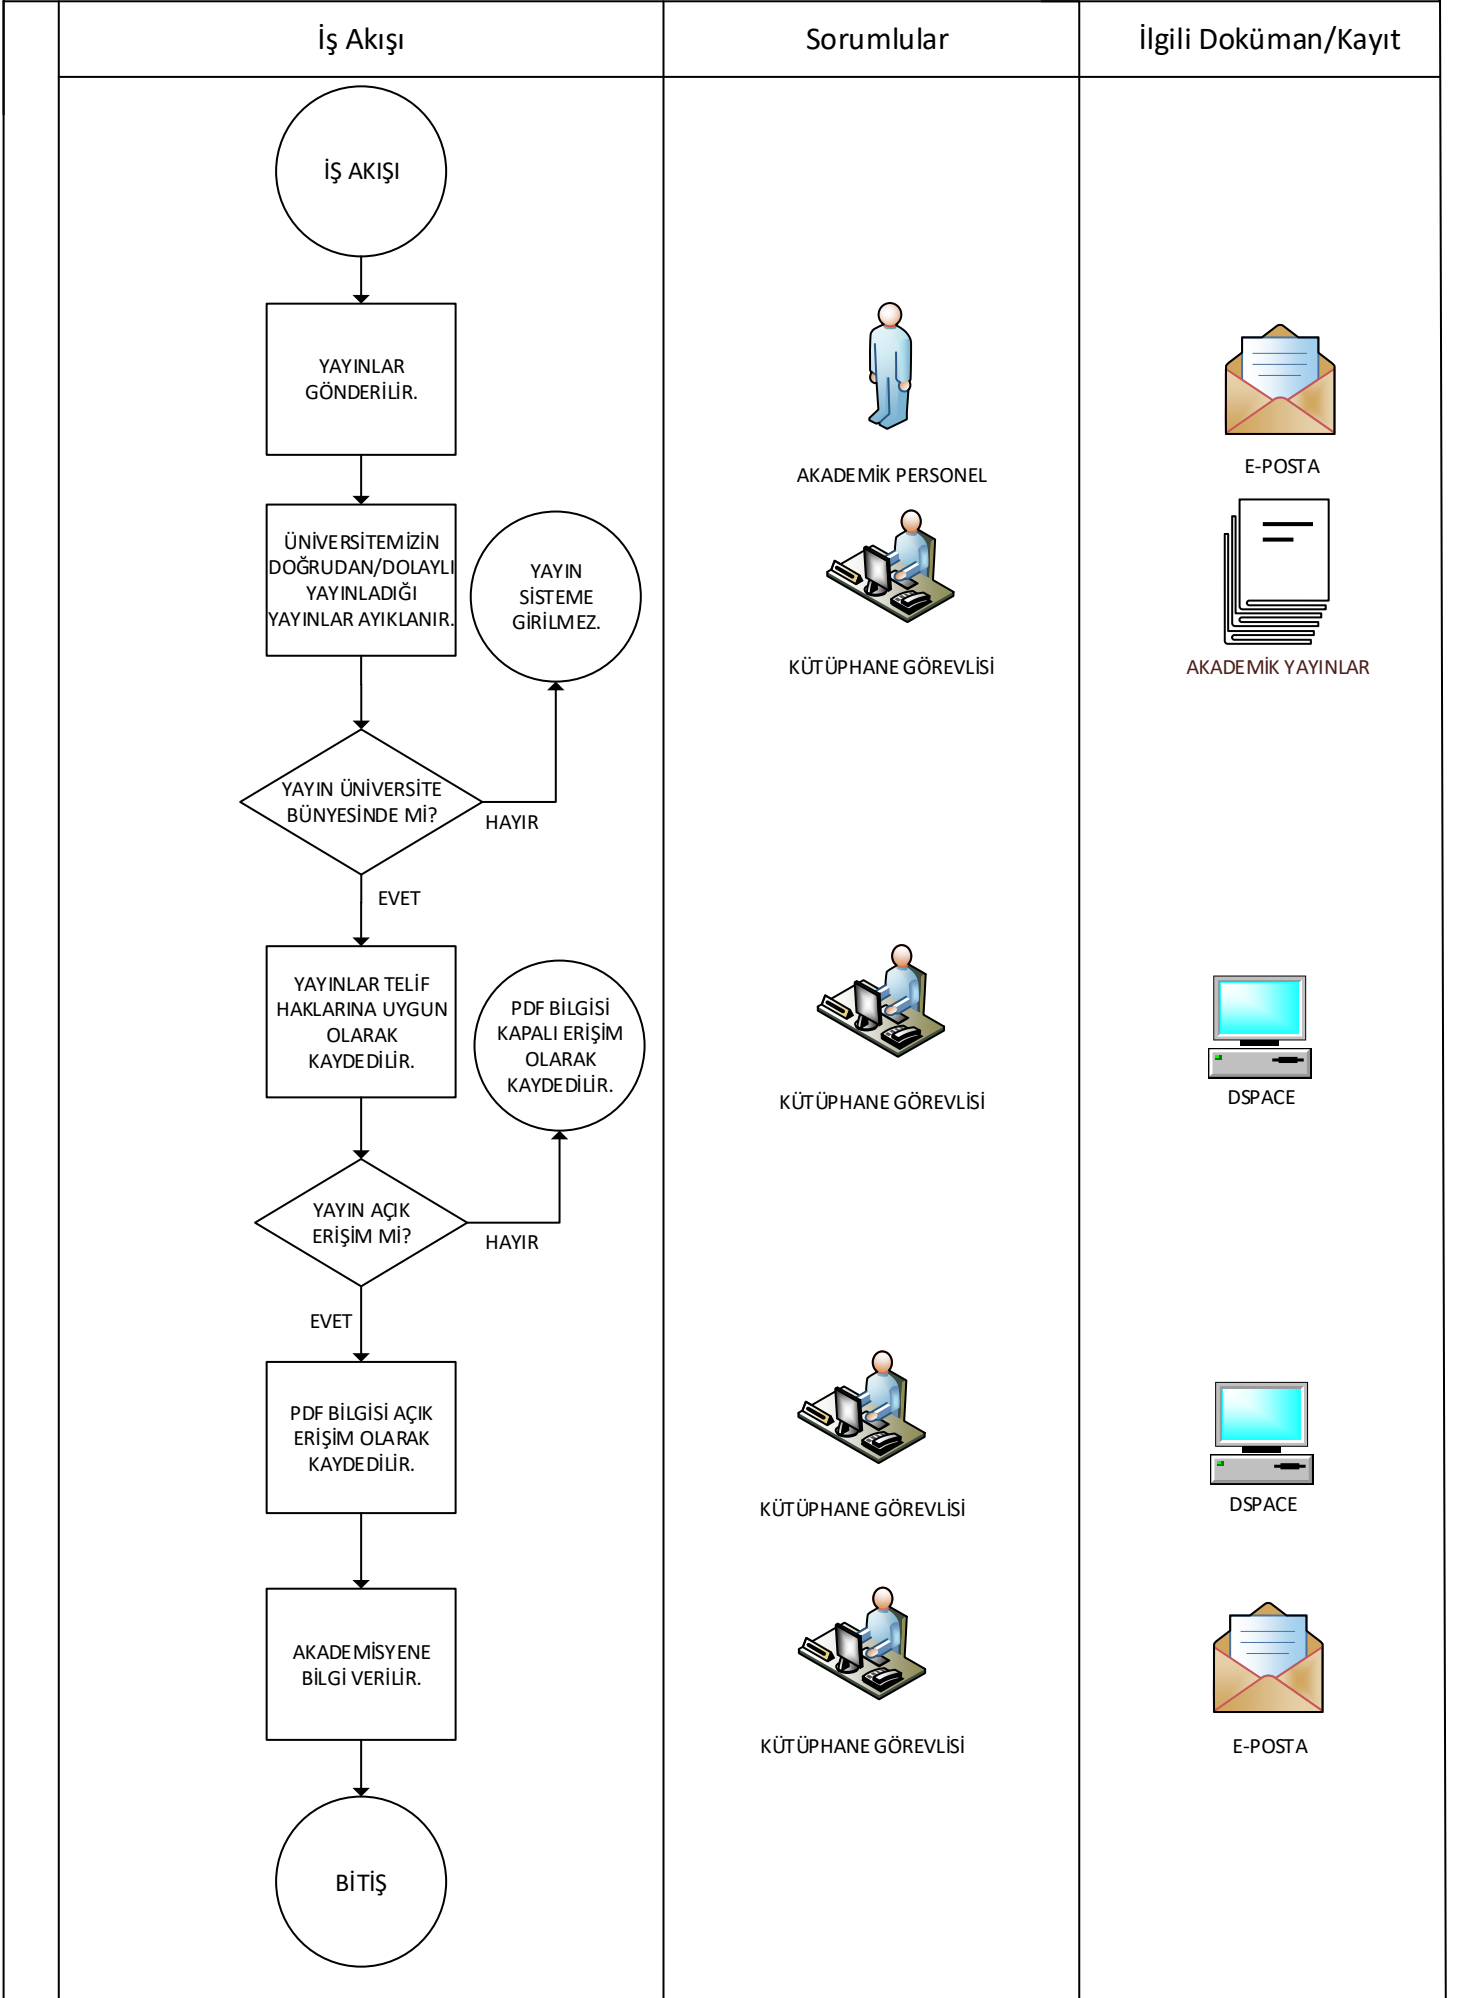 İş Akışı
Sorumlular
İlgili Doküman/Kayıt
İŞ AKIŞI
YAYINLAR
GÖNDERİLİR.
AKADEMİK PERSONEL
E-POSTA
ÜNİVERSİTEMİZİN
DOĞRUDAN/DOLAYLI
YAYINLADIĞI
YAYINLAR AYIKLANIR.
YAYIN
SİSTEME
GİRİLMEZ.
KÜTÜPHANE GÖREVLİSİ
AKADEMİK YAYINLAR
YAYIN ÜNİVERSİTE
BÜNYESİNDE Mİ?
HAYIR
EVET
YAYINLAR TELİF
HAKLARINA UYGUN
OLARAK
KAYDEDİLİR.
PDF BİLGİSİ
KAPALI ERİŞİM
OLARAK
KAYDEDİLİR.
KÜTÜPHANE GÖREVLİSİ
DSPACE
YAYIN AÇIK
ERİŞİM Mİ?
HAYIR
EVET
PDF BİLGİSİ AÇIK
ERİŞİM OLARAK
KAYDEDİLİR.
KÜTÜPHANE GÖREVLİSİ
DSPACE
AKADEMİSYENE
BİLGİ VERİLİR.
KÜTÜPHANE GÖREVLİSİ
E-POSTA
BİTİŞ